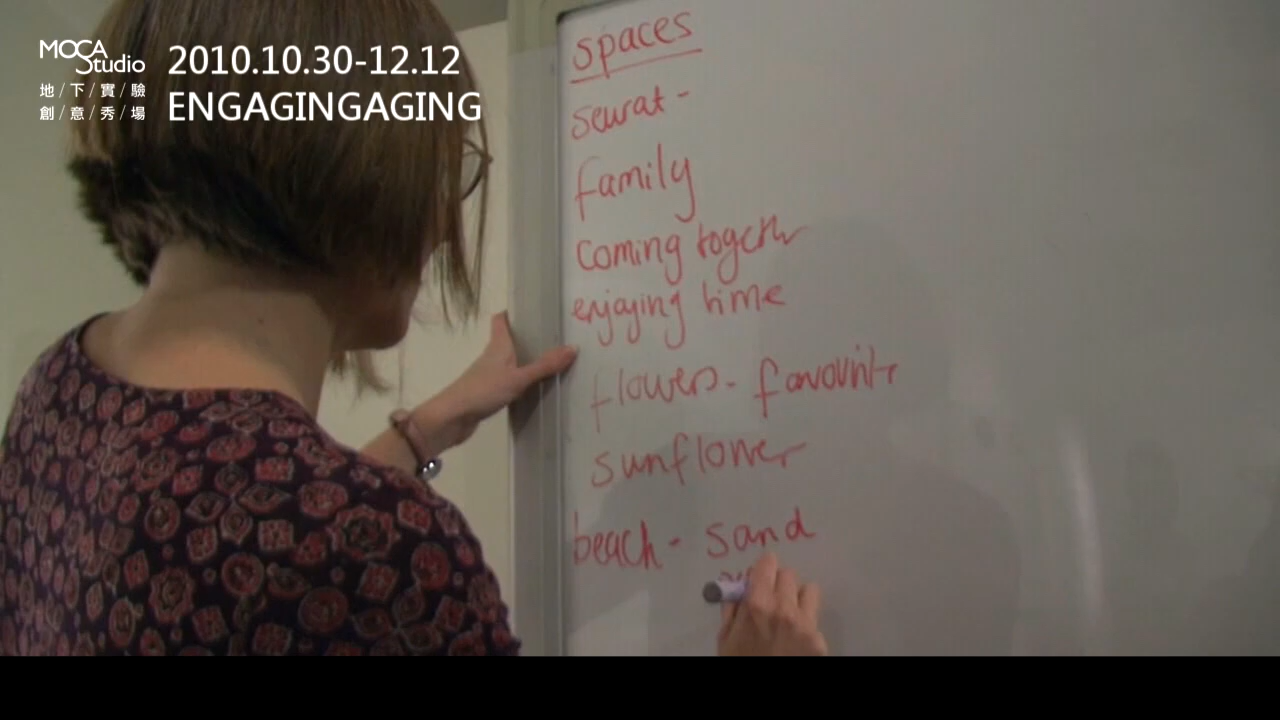 MOCA
Studio
地/下/實/驗
創/意/秀/場
2010.10.30-12.12
ENGAGINGAGING
spaces
seurat -
family
coming together
enjoying time
flowers - favourite
sunflower
beach - sand